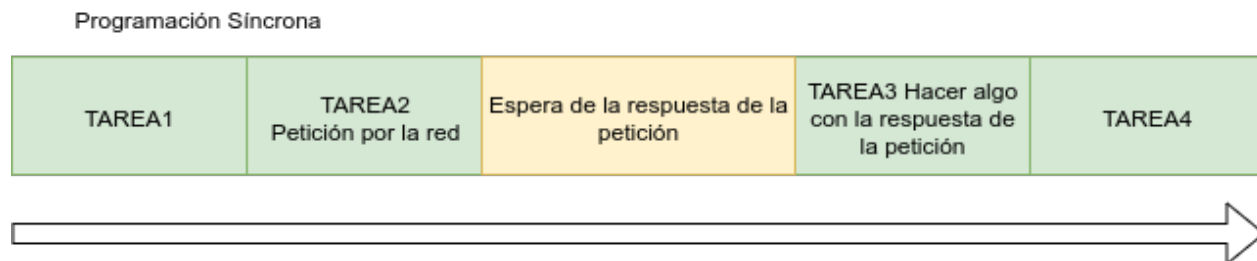 Programación Síncrona
TAREA1
TAREA2
Petición por la red
Espera de la respuesta de la
petición
TAREA3 Hacer algo
con la respuesta de
la petición
TAREA4